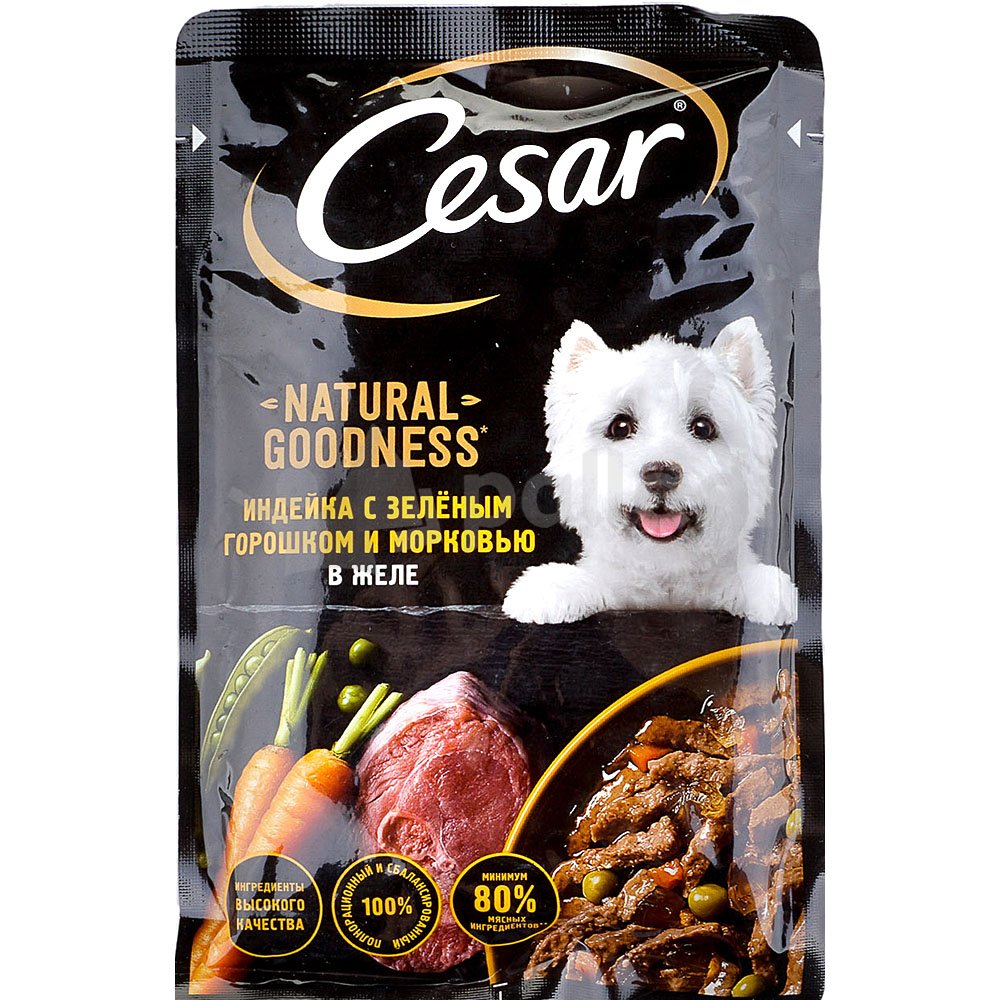 Cesar®
NATURAL
GOODNESS*
ИНДЕЙКА С ЗЕЛЁНЫМ
ГОРОШКОМ И МОРКОВЬЮ
В ЖЕЛЕ
ИНГРЕДИЕНТЫ
ВЫСОКОГО
КАЧЕСТВА
ПОЛНОРАЦИОННЫЙ И СБАЛАНСИРОВАННЫЙ
100%
МИНИМУМ
80%
МЯСНЫХ
ИНГРЕДИЕНТОВ**